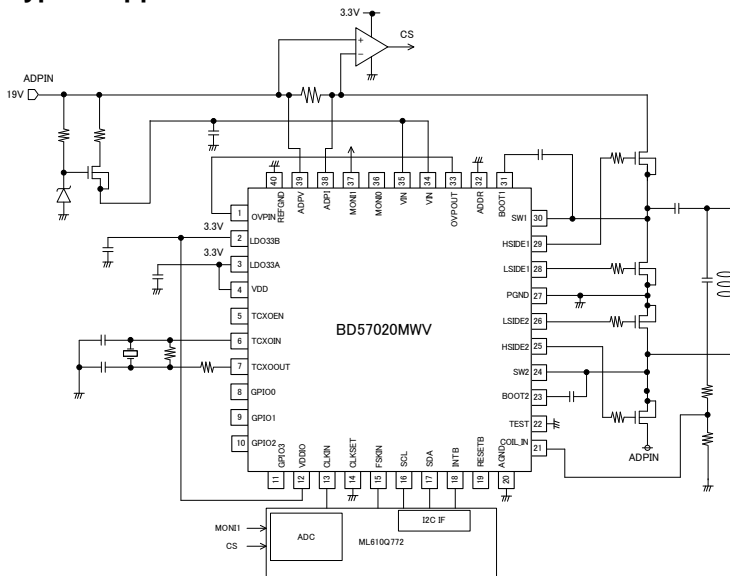 3.3V
CS
ADPIN
19V
40 39 38 37 36 35 34 33 32 31
REFGND
ADPV
ADPI
MONI1
MONI0
VIN
VIN
OVPOUT
ADDR
BOOT1
1 OVPIN
3.3V
2 LDO33B
3.3V
3 LDO33A
4 VDD
5 TCXOEN
6 TCXOIN
7 TCXOOUT
8 GPIO0
9 GPIO1
10 GPIO2
BD57020MWV
SW1 30
HSIDE1 29
LSIDE1 28
PGND 27
LSIDE2 26
HSIDE2 25
SW2 24
BOOT2 23
TEST 22
COIL_IN 21
ADPIN
GPIO3
VDDIO
CLKIN
CLKSET
FSKIN
SCL
SDA
INTB
RESETB
AGND
11 12 13 14 15 16 17 18 19 20
I2C IF
MONI1
ADC
ML610Q772
CS